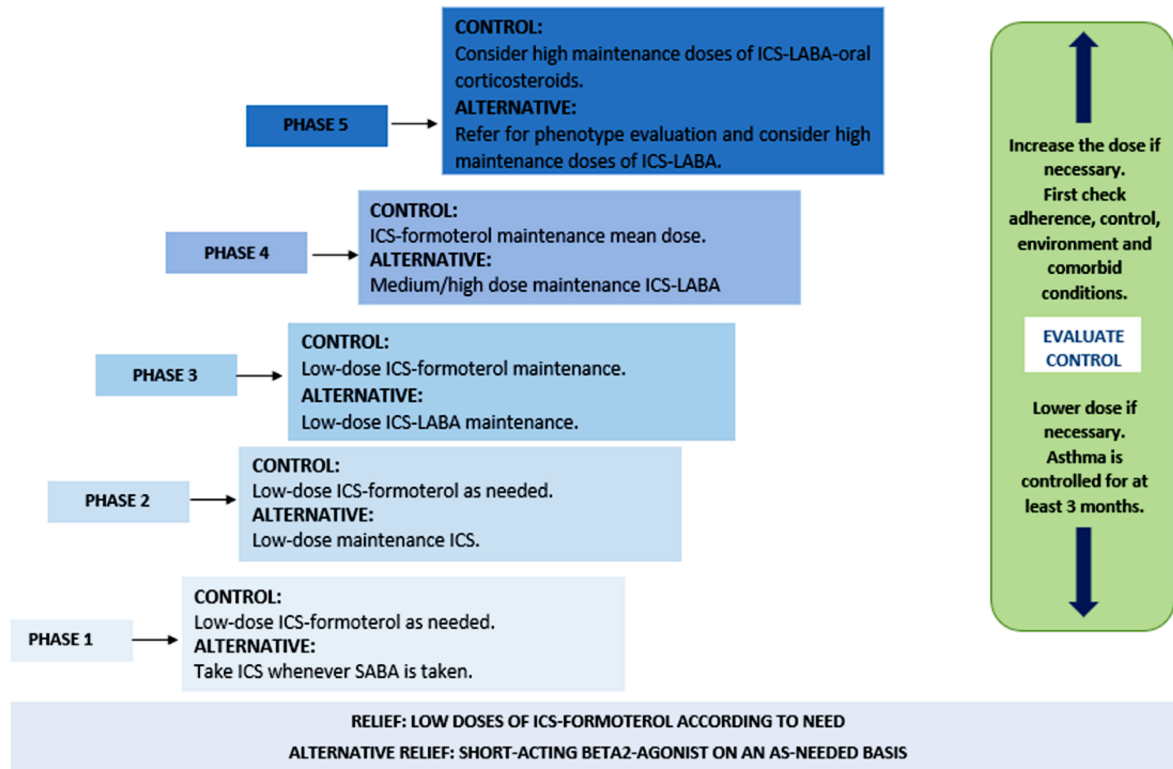 PHASE 5
CONTROL:
Consider high maintenance doses of ICS-LABA-oral
corticosteroids.
ALTERNATIVE:
Refer for phenotype evaluation and consider high
maintenance doses of ICS-LABA.
PHASE 4
CONTROL:
ICS-formoterol maintenance mean dose.
ALTERNATIVE:
Medium/high dose maintenance ICS-LABA
PHASE 3
CONTROL:
Low-dose ICS-formoterol maintenance.
ALTERNATIVE:
Low-dose ICS-LABA maintenance.
PHASE 2
CONTROL:
Low-dose ICS-formoterol as needed.
ALTERNATIVE:
Low-dose maintenance ICS.
PHASE 1
CONTROL:
Low-dose ICS-formoterol as needed.
ALTERNATIVE:
Take ICS whenever SABA is taken.
Increase the dose if
necessary.
First check
adherence, control,
environment and
comorbid
conditions.
EVALUATE
CONTROL
Lower dose if
necessary.
Asthma is
controlled for at
least 3 months.
RELIEF: LOW DOSES OF ICS-FORMOTEROL ACCORDING TO NEED
ALTERNATIVE RELIEF: SHORT-ACTING BETA2-AGONIST ON AN AS-NEEDED BASIS